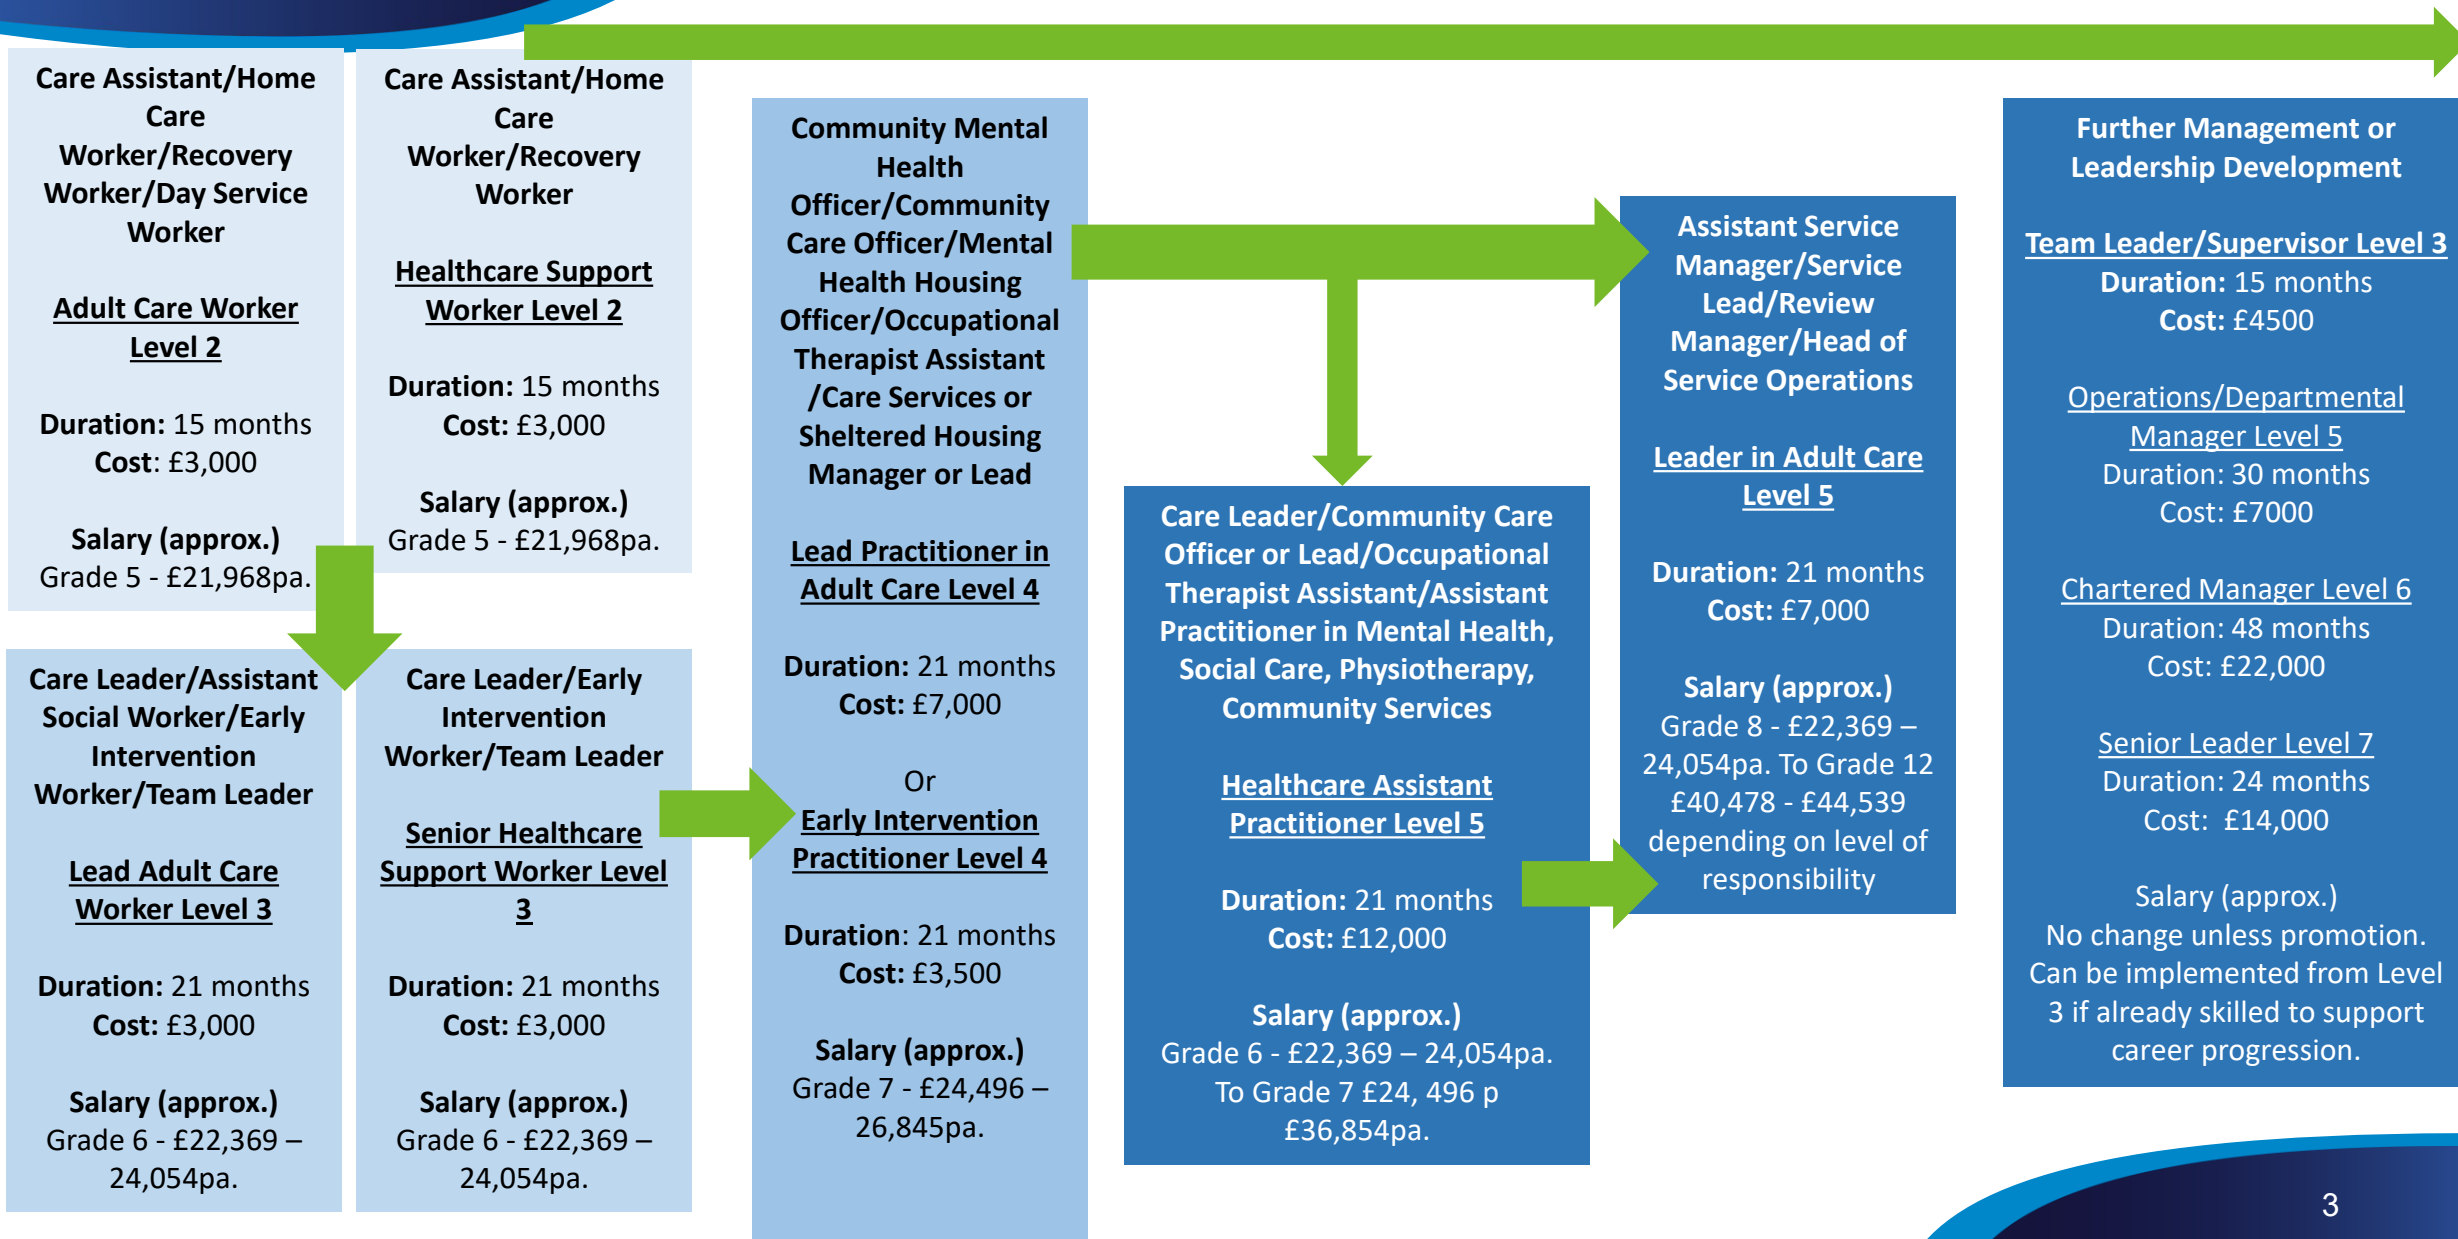 Care Assistant/Home
Care
Worker/Recovery
Worker/Day Service
Worker
Adult Care Worker
Level 2
Duration: 15 months
Cost: £3,000
Salary (approx.)
Grade 5 - £21,968pa.
Care Assistant/Home
Care
Worker/Recovery
Worker
Healthcare Support
Worker Level 2
Duration: 15 months
Cost: £3,000
Salary (approx.)
Grade 5 - £21,968pa.
Care Leader/Assistant
Social Worker/Early
Intervention
Worker/Team Leader
Lead Adult Care
Worker Level 3
Duration: 21 months
Cost: £3,000
Salary (approx.)
Grade 6 - £22,369 –
24,054pa.
Care Leader/Early
Intervention
Worker/Team Leader
Senior Healthcare
Support Worker Level
3
Duration: 21 months
Cost: £3,000
Salary (approx.)
Grade 6 - £22,369 –
24,054pa.
Community Mental
Health
Officer/Community
Care Officer/Mental
Health Housing
Officer/Occupational
Therapist Assistant
/Care Services or
Sheltered Housing
Manager or Lead
Lead Practitioner in
Adult Care Level 4
Duration: 21 months
Cost: £7,000
Or
Early Intervention
Practitioner Level 4
Duration: 21 months
Cost: £3,500
Salary (approx.)
Grade 7 - £24,496 –
26,845pa.
Care Leader/Community Care
Officer or Lead/Occupational
Therapist Assistant/Assistant
Practitioner in Mental Health,
Social Care, Physiotherapy,
Community Services
Healthcare Assistant
Practitioner Level 5
Duration: 21 months
Cost: £12,000
Salary (approx.)
Grade 6 - £22,369 – 24,054pa.
To Grade 7 £24, 496 p
£36,854pa.
Assistant Service
Manager/Service
Lead/Review
Manager/Head of
Service Operations
Leader in Adult Care
Level 5
Duration: 21 months
Cost: £7,000
Salary (approx.)
Grade 8 - £22,369 –
24,054pa. To Grade 12
£40,478 - £44,539
depending on level of
responsibility
Further Management or
Leadership Development
Team Leader/Supervisor Level 3
Duration: 15 months
Cost: £4500
Operations/Departmental
Manager Level 5
Duration: 30 months
Cost: £7000
Chartered Manager Level 6
Duration: 48 months
Cost: £22,000
Senior Leader Level 7
Duration: 24 months
Cost: £14,000
Salary (approx.)
No change unless promotion.
Can be implemented from Level
3 if already skilled to support
career progression.
3